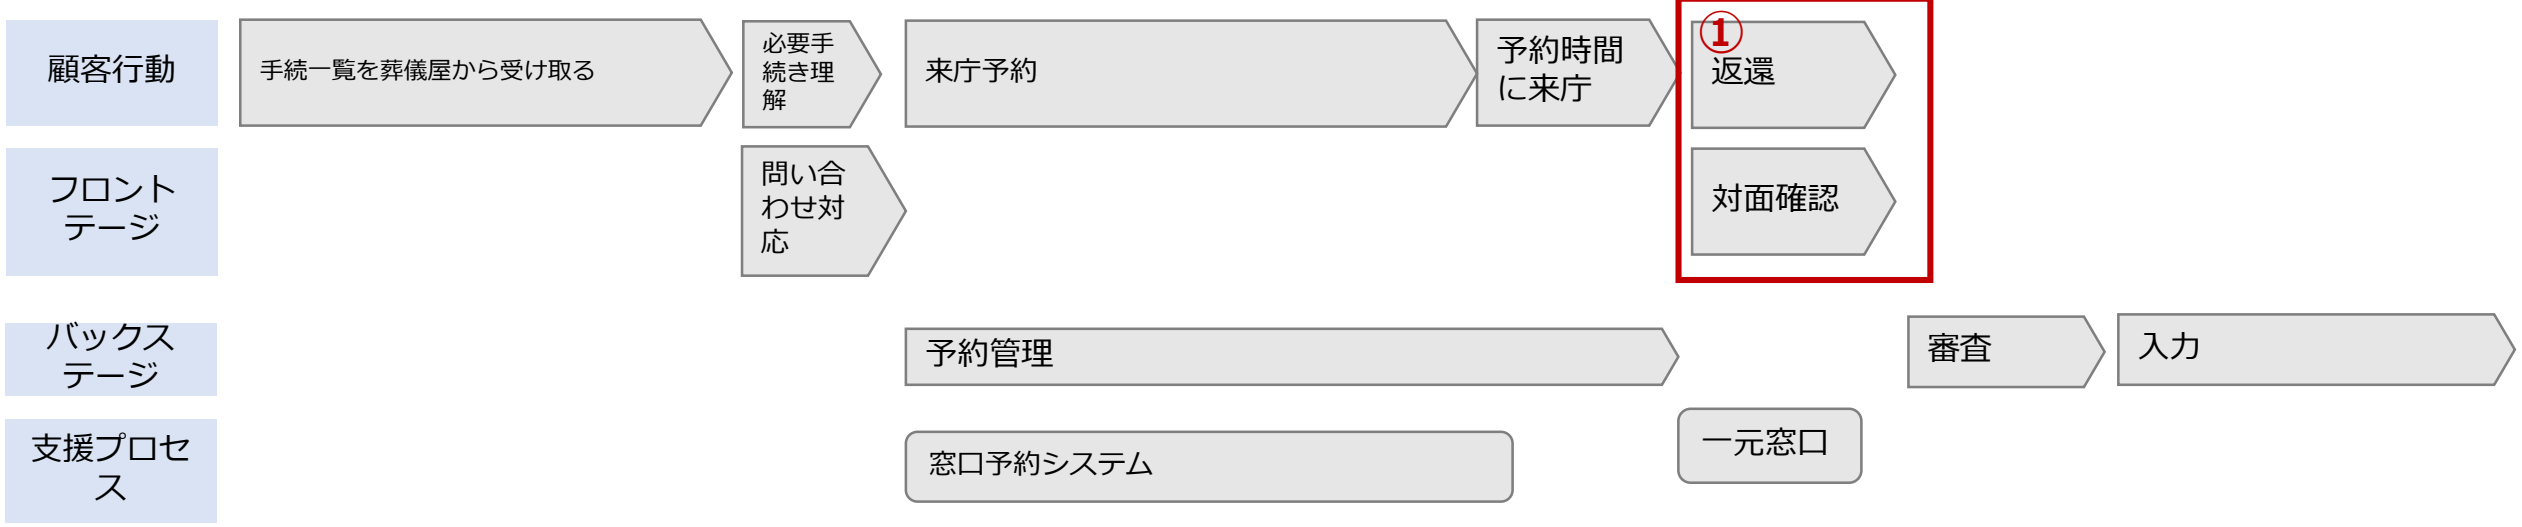 顧客行動
手続一覧を葬儀屋から受け取る
必要手
続き理
解
来庁予約
予約時間
に来庁
①
返還
フロント
テージ
問い合
わせ対
応
対面確認
バックス
テージ
予約管理
審査
入力
支援プロセ
ス
窓口予約システム
一元窓口